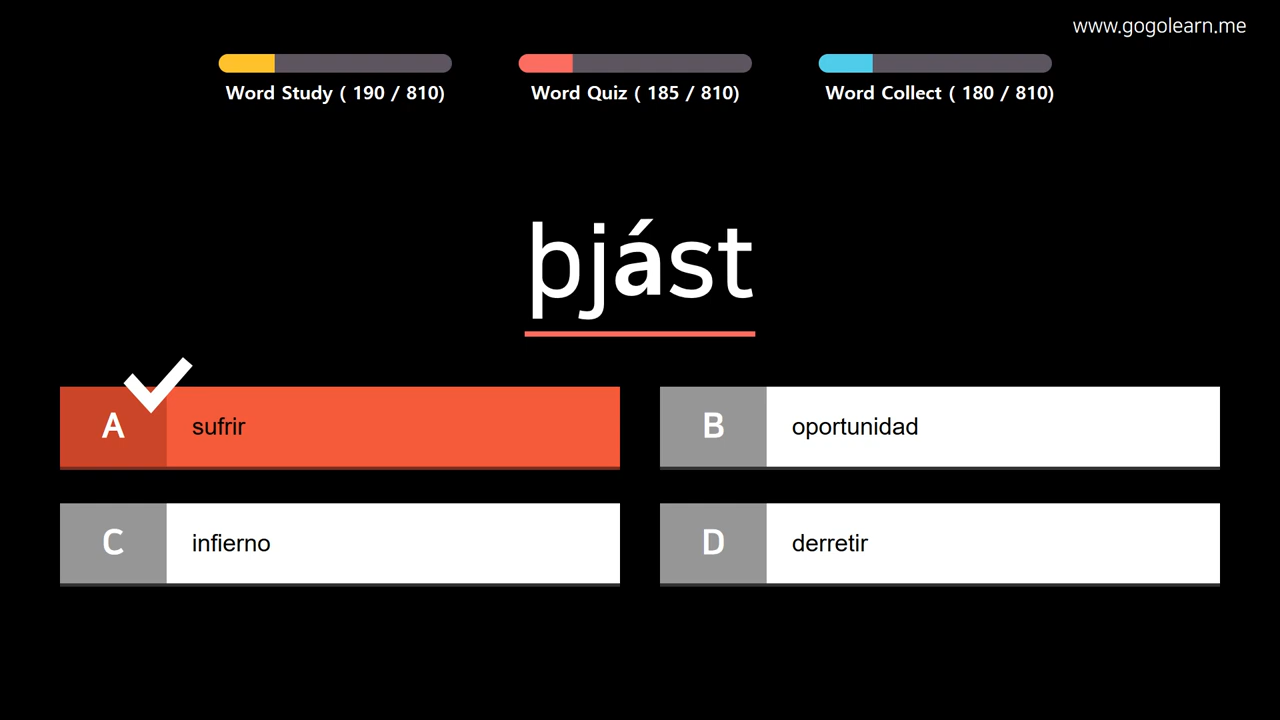 www.gogolearn.me
Word Study ( 190 / 810)
Word Quiz ( 185 / 810)
Word Collect ( 180 / 810)
þjást
A sufrir
B oportunidad
C infierno
D derretir